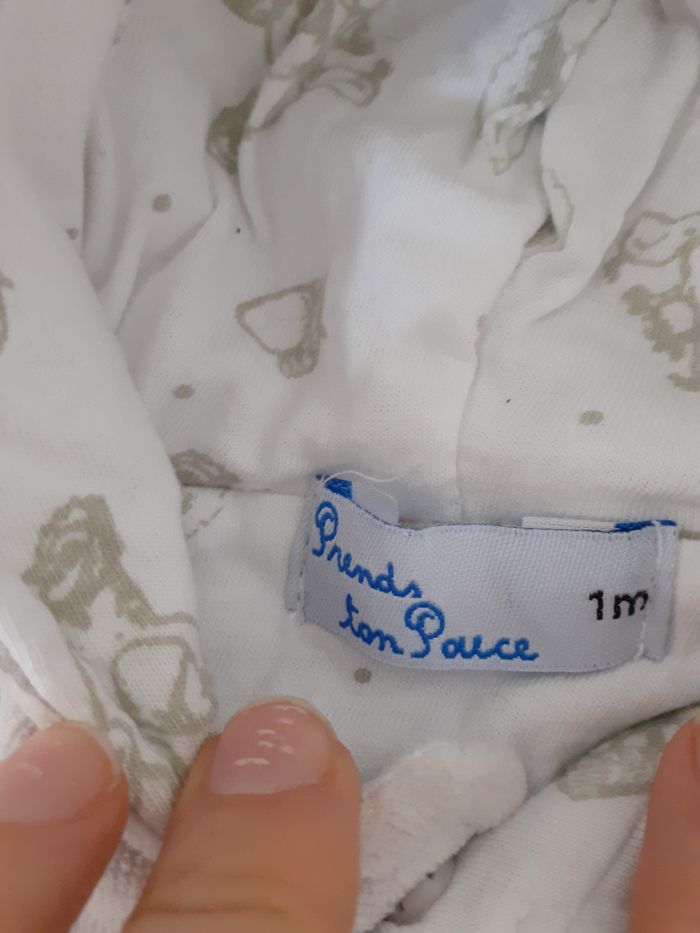 Prends
ton Pouce
1m